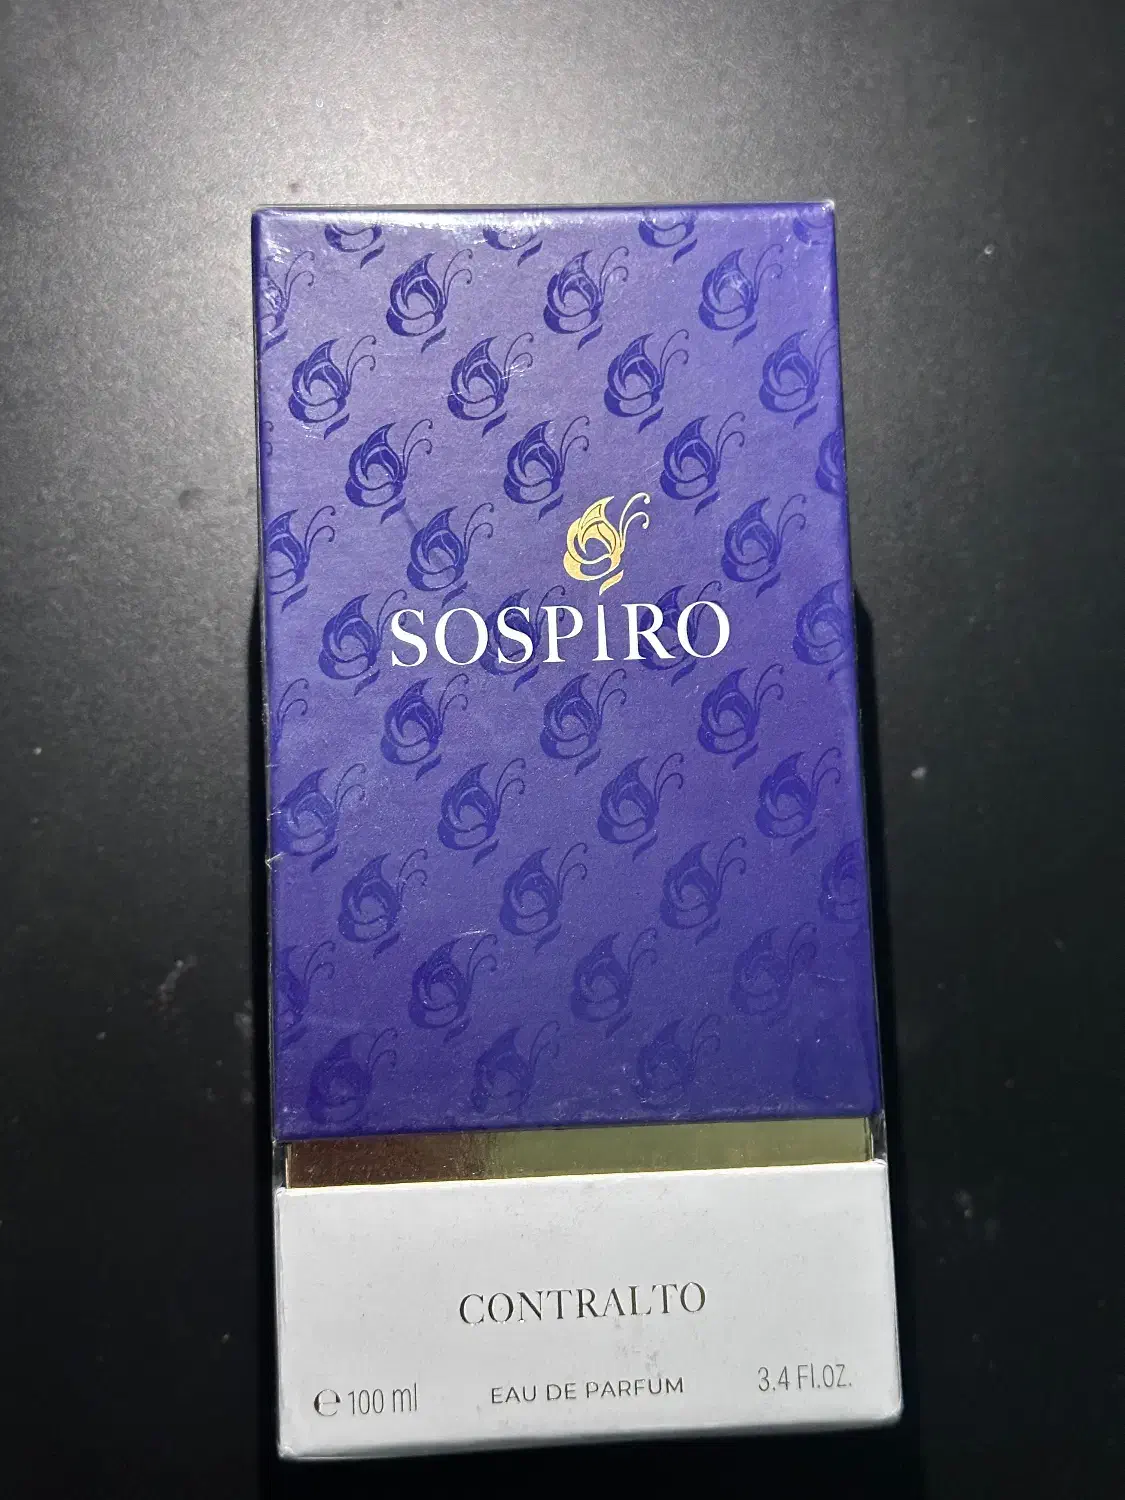 SOSPIRO
CONTRALTO
℮ 100 ml EAU DE PARFUM 3.4 Fl.OZ.